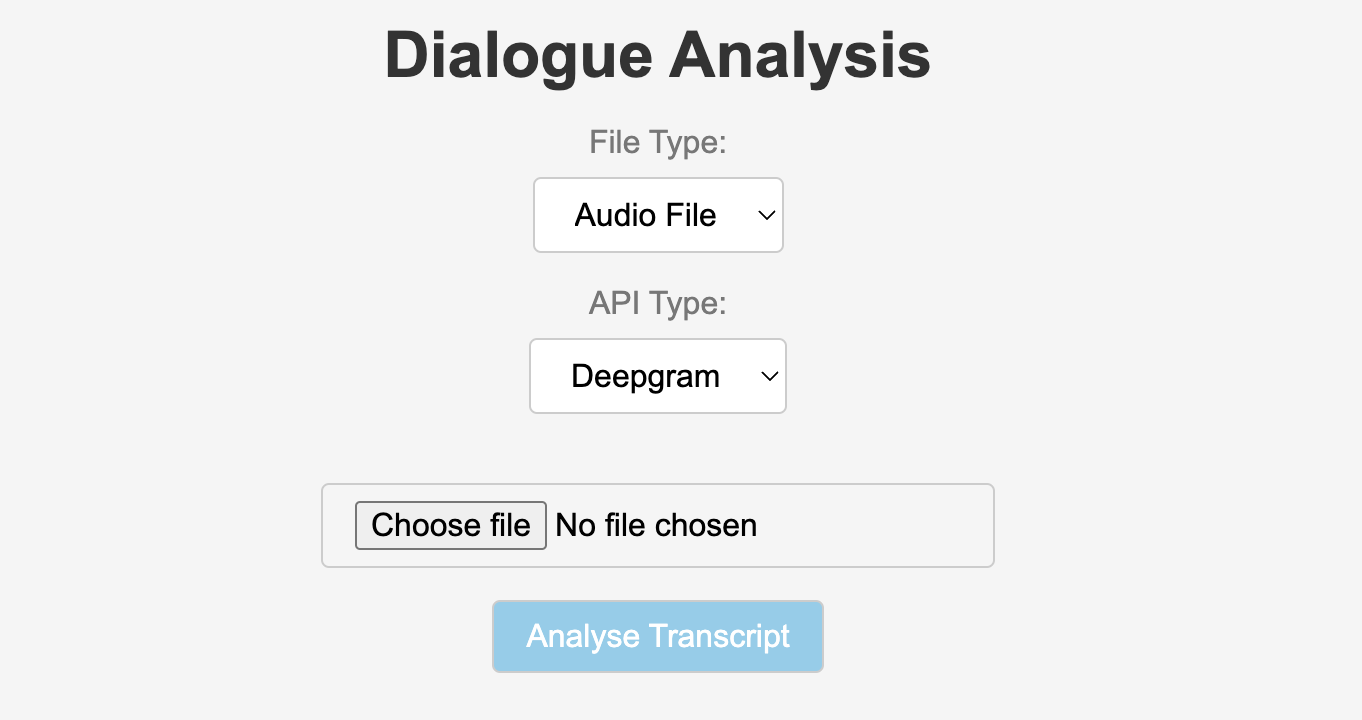 Dialogue Analysis
File Type:
Audio File
API Type:
Deepgram
Choose file No file chosen
Analyse Transcript